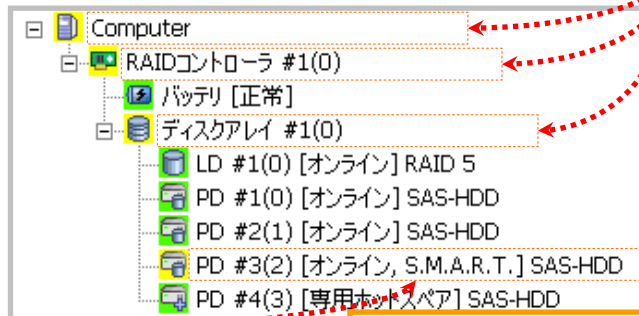 Computer
RAIDコントローラ #1(0)
バッテリ [正常]
ディスクアレイ #1(0)
LD #1(0) [オンライン] RAID 5
PD #1(0) [オンライン] SAS-HDD
PD #2(1) [オンライン] SAS-HDD
PD #3(2) [オンライン, S.M.A.R.T.] SAS-HDD
PD #4(3) [専用ホットスペア] SAS-HDD